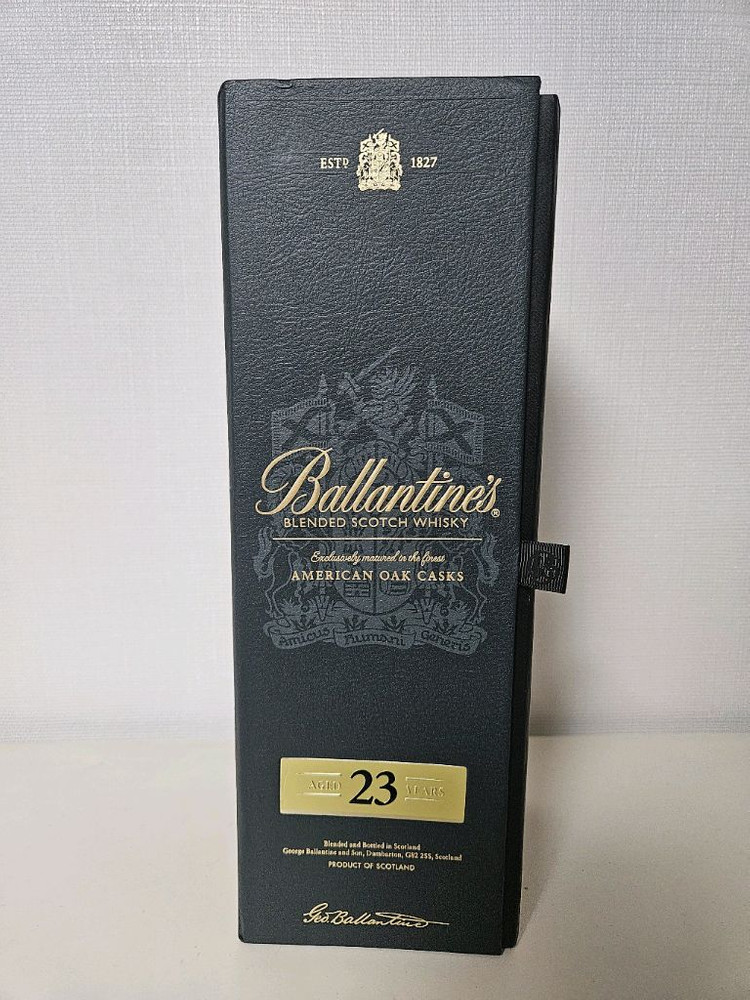 ESTD 1827
Ballantine's®
BLENDED SCOTCH WHISKY
Exclusively matured in the finest
AMERICAN OAK CASKS
Amicus Humani Generis
AGED 23 YEARS
Blended and Bottled in Scotland
George Ballantine and Son, Dumbarton, G82 2SS, Scotland
PRODUCT OF SCOTLAND
Geo. Ballantine